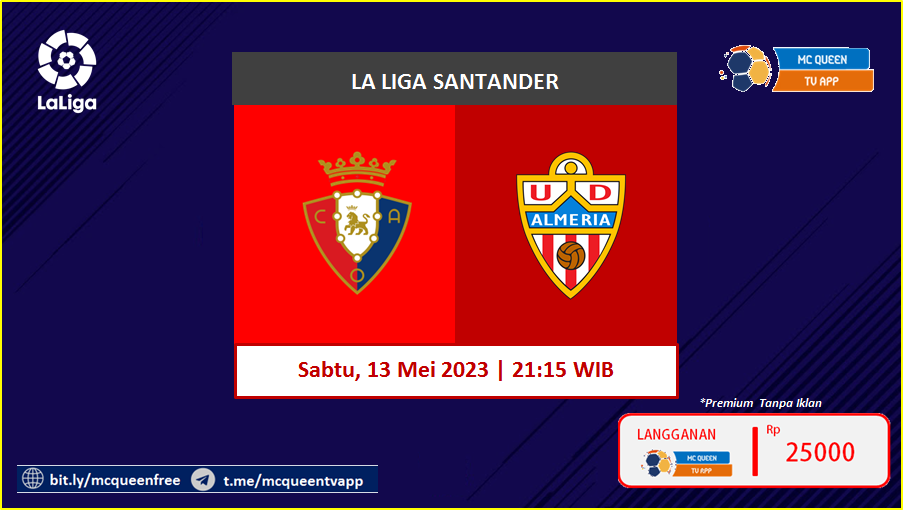 LaLiga
LA LIGA SANTANDER
MC QUEEN
TV APP
C A
O
U D
ALMERIA
Sabtu, 13 Mei 2023 | 21:15 WIB
*Premium Tanpa Iklan
LANGGANAN
MC QUEEN
TV APP
Rp
25000
bit.ly/mcqueenfree
t.me/mcqueentvapp